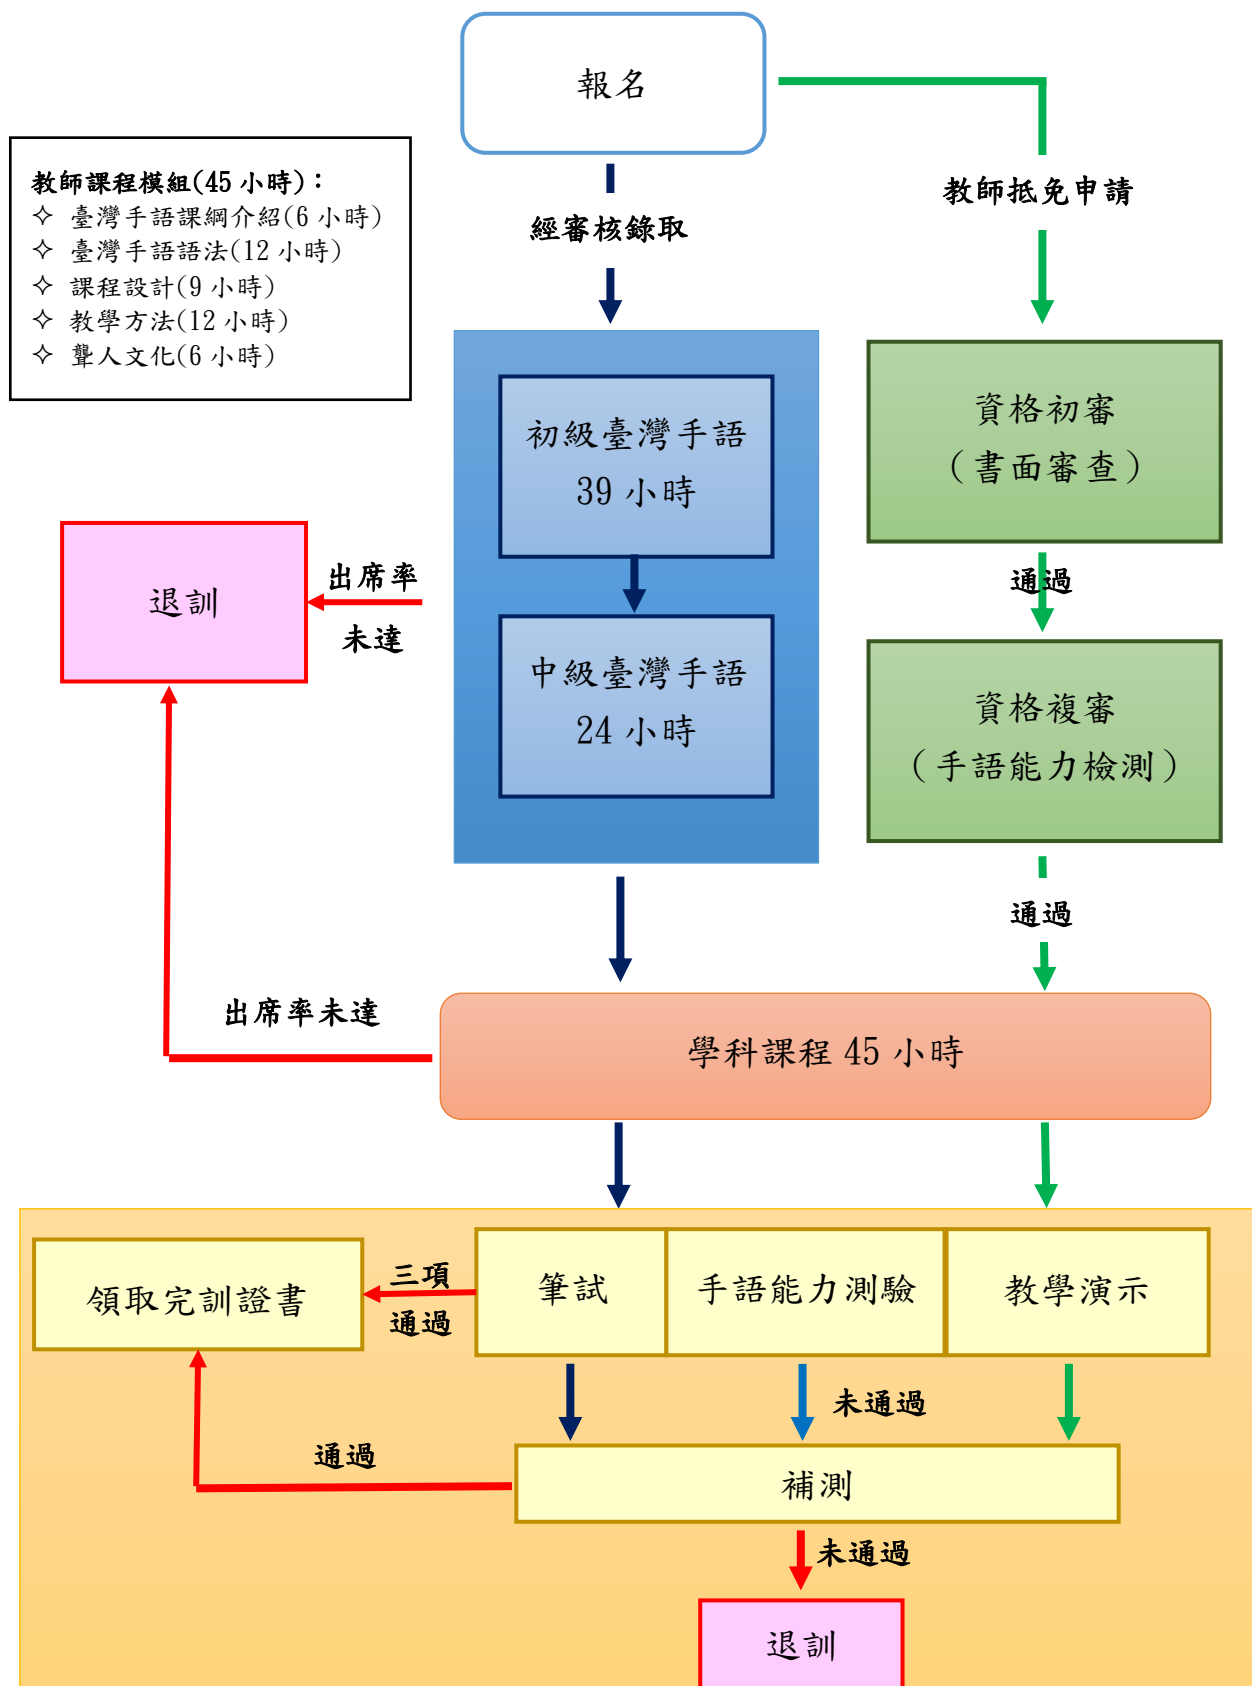 報名
教師抵免申請
經審核錄取
教師課程模組(45 小時)：
✧ 臺灣手語課綱介紹(6 小時)
✧ 臺灣手語語法(12 小時)
✧ 課程設計(9 小時)
✧ 教學方法(12 小時)
✧ 聾人文化(6 小時)
初級臺灣手語
39 小時
資格初審
（書面審查）
通過
退訓
出席率
未達
中級臺灣手語
24 小時
資格複審
（手語能力檢測）
通過
出席率未達
學科課程 45 小時
領取完訓證書
三項
通過
筆試
手語能力測驗
教學演示
未通過
通過
補測
未通過
退訓